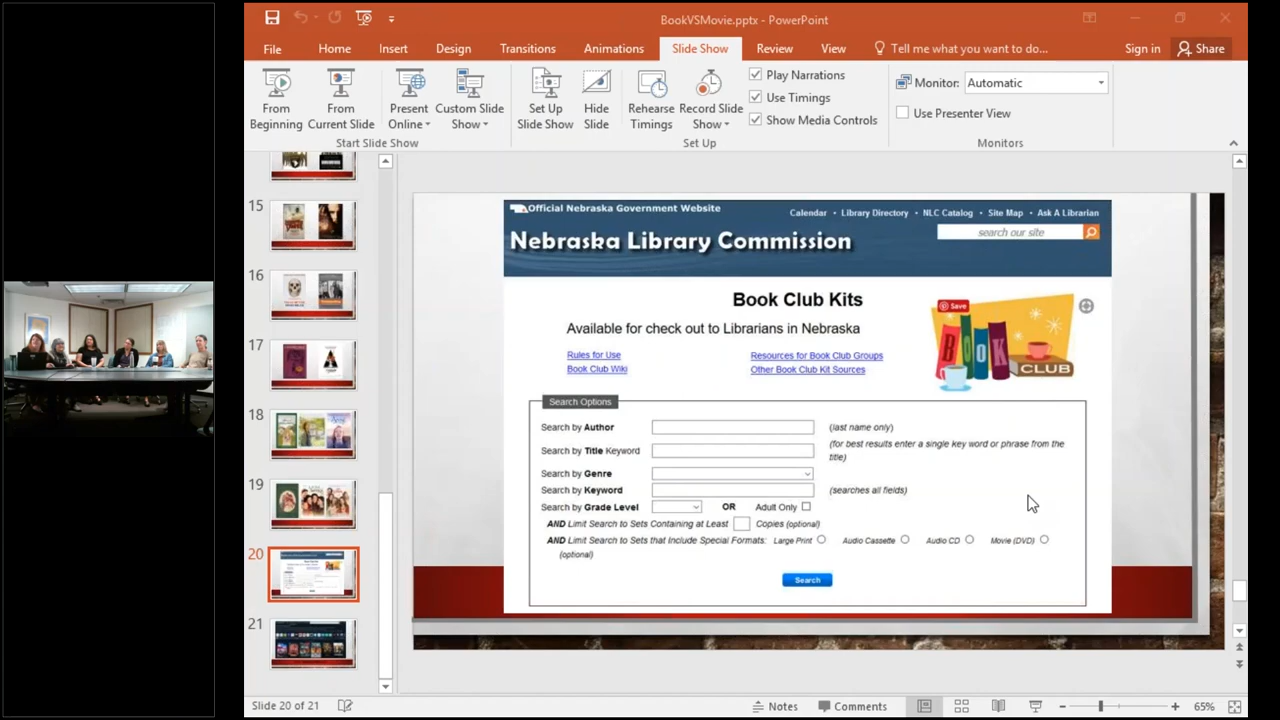 BookVSMovie.pptx - PowerPoint
File Home Insert Design Transitions Animations Slide Show Review View Tell me what you want to do... Sign in Share
From Beginning
From Current Slide
Present Online
Custom Slide Show
Set Up Slide Show
Hide Slide
Rehearse Timings
Record Slide Show
Play Narrations
Use Timings
Show Media Controls
Monitor: Automatic
Use Presenter View
Start Slide Show Set Up Monitors
15
16
17
18
19
20
21
Official Nebraska Government Website
Calendar • Library Directory • NLC Catalog • Site Map • Ask A Librarian
Nebraska Library Commission
search our site
Book Club Kits
Available for check out to Librarians in Nebraska
Rules for Use Resources for Book Club Groups
Book Club Wiki Other Book Club Kit Sources
Save
BOOK
CLUB
Search Options
Search by Author (last name only)
Search by Title Keyword (for best results enter a single key word or phrase from the
title)
Search by Genre
Search by Keyword (searches all fields)
Search by Grade Level OR Adult Only
AND Limit Search to Sets Containing at Least Copies (optional)
AND Limit Search to Sets that Include Special Formats: Large Print Audio Cassette Audio CD Movie (DVD)
(optional)
Search
Slide 20 of 21 Notes Comments 65%